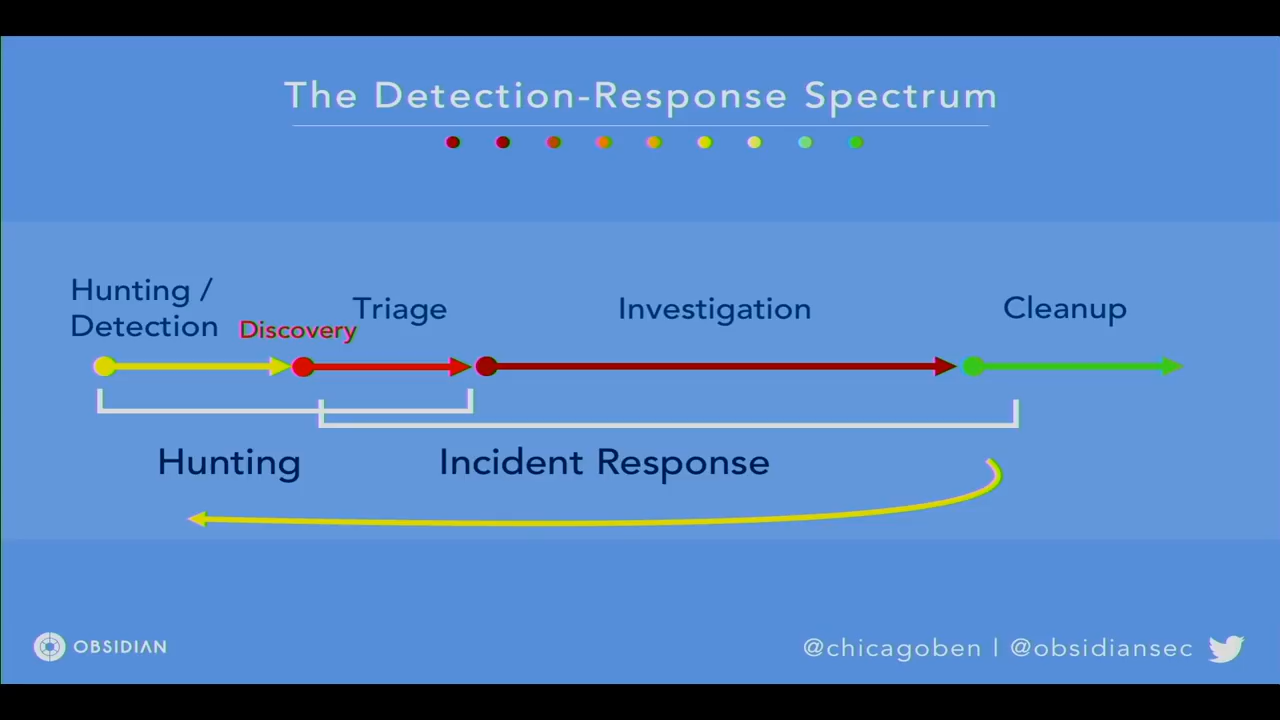 The Detection-Response Spectrum
Hunting /
Detection
Discovery
Triage
Investigation
Cleanup
Hunting
Incident Response
OBSIDIAN
@chicagoben | @obsidiansec